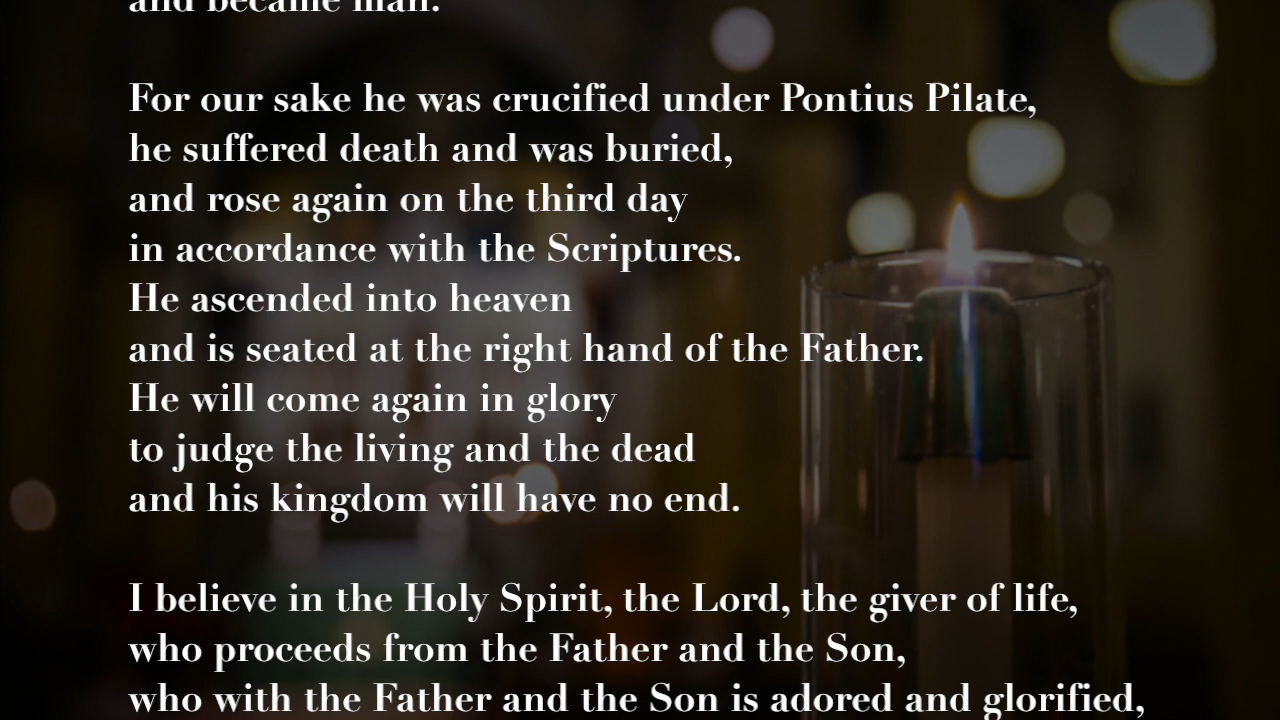 and became man.
For our sake he was crucified under Pontius Pilate,
he suffered death and was buried,
and rose again on the third day
in accordance with the Scriptures.
He ascended into heaven
and is seated at the right hand of the Father.
He will come again in glory
to judge the living and the dead
and his kingdom will have no end.
I believe in the Holy Spirit, the Lord, the giver of life,
who proceeds from the Father and the Son,
who with the Father and the Son is adored and glorified,